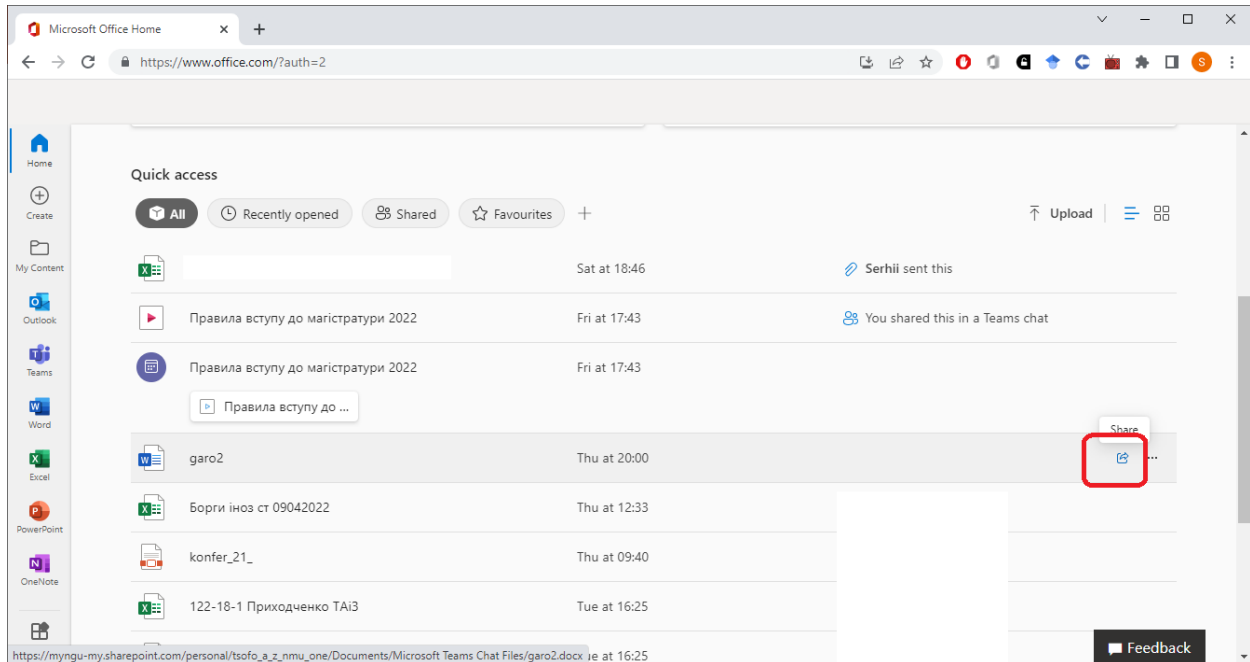 Microsoft Office Home
https://www.office.com/?auth=2
S
Home
Create
My Content
Outlook
Teams
Word
Excel
PowerPoint
OneNote
Quick access
All Recently opened Shared Favourites Upload
Sat at 18:46 Serhii sent this
Правила вступу до магістратури 2022 Fri at 17:43 You shared this in a Teams chat
Правила вступу до магістратури 2022 Fri at 17:43
Правила вступу до ...
Share
garo2 Thu at 20:00
Борги іноз ст 09042022 Thu at 12:33
konfer_21_ Thu at 09:40
122-18-1 Приходченко ТАіЗ Tue at 16:25
Feedback
https://myngu-my.sharepoint.com/personal/tsofo_a_z_nmu_one/Documents/Microsoft Teams Chat Files/garo2.docx at 16:25